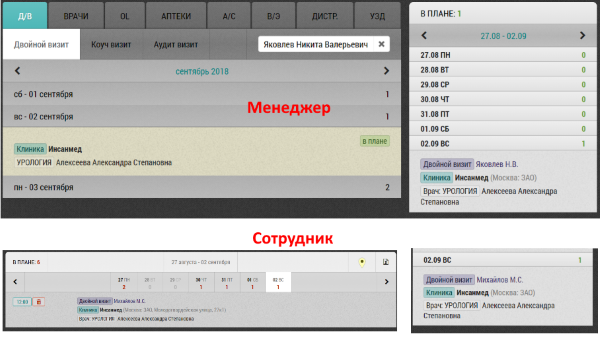 Д/В ВРАЧИ OL АПТЕКИ А/С В/Э ДИСТР. УЗД
Двойной визит Коуч визит Аудит визит Яковлев Никита Валерьевич ×
сентябрь 2018
сб - 01 сентября 1
вс - 02 сентября 1
Менеджер
в плане
Клиника Инсанмед
УРОЛОГИЯ Алексеева Александра Степановна
пн - 03 сентября 2
В ПЛАНЕ: 1
27.08 - 02.09
27.08 ПН 0
28.08 ВТ 0
29.08 СР 0
30.08 ЧТ 0
31.08 ПТ 0
01.09 СБ 0
02.09 ВС 1
Двойной визит Яковлев Н.В.
Клиника Инсанмед (Москва: ЗАО)
Врач: УРОЛОГИЯ Алексеева Александра
Степановна
Сотрудник
В ПЛАНЕ: 6 27 августа - 02 сентября
27 ПН 28 ВТ 29 СР 30 ЧТ 31 ПТ 01 СБ 02 ВС
2 0 0 1 1 1 1
Двойной визит Михайлов М.С.
Клиника Инсанмед (Москва: ЗАО,
Врач: УРОЛОГИЯ Алексеева Александра Степановна
02.09 ВС 1
Двойной визит Михайлов М.С.
Клиника Инсанмед (Москва: ЗАО)
Врач: УРОЛОГИЯ Алексеева Александра
Степановна